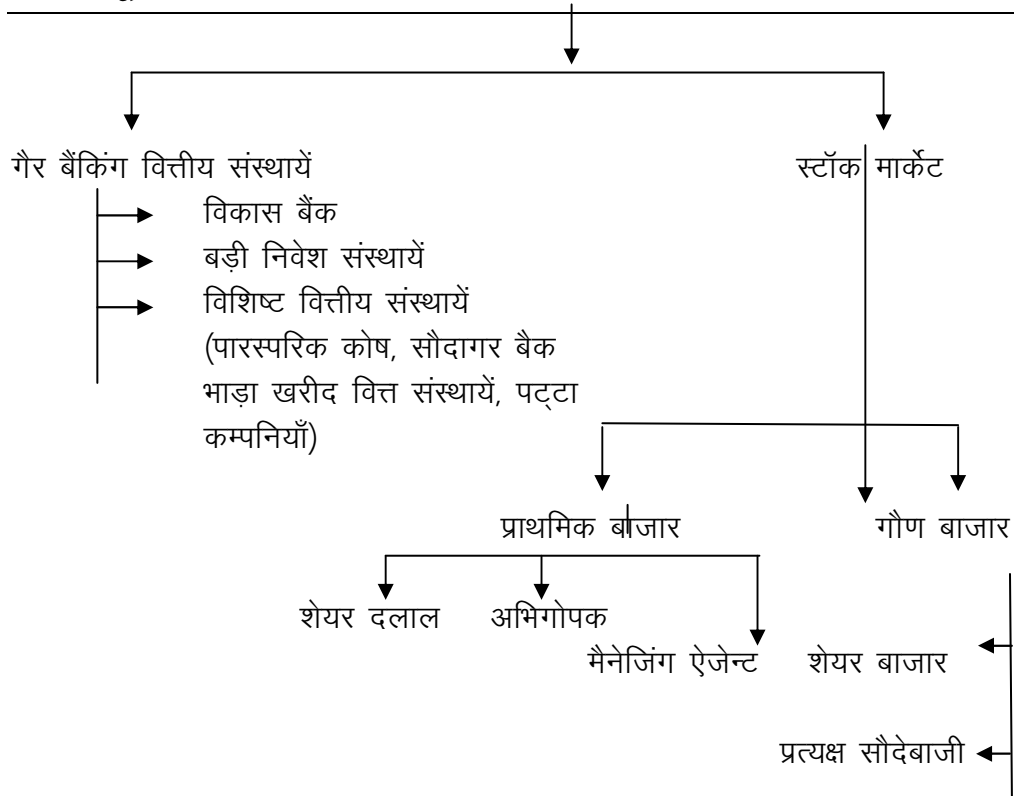 गैर बैंकिंग वित्तीय संस्थायें
स्टॉक मार्केट
विकास बैंक
बड़ी निवेश संस्थायें
विशिष्ट वित्तीय संस्थायें
(पारस्परिक कोष, सौदागर बैक
भाड़ा खरीद वित्त संस्थायें, पट्टा
कम्पनियाँ)
प्राथमिक बाजार
गौण बाजार
शेयर दलाल
अभिगोपक
मैनेजिंग ऐजेन्ट
शेयर बाजार
प्रत्यक्ष सौदेबाजी